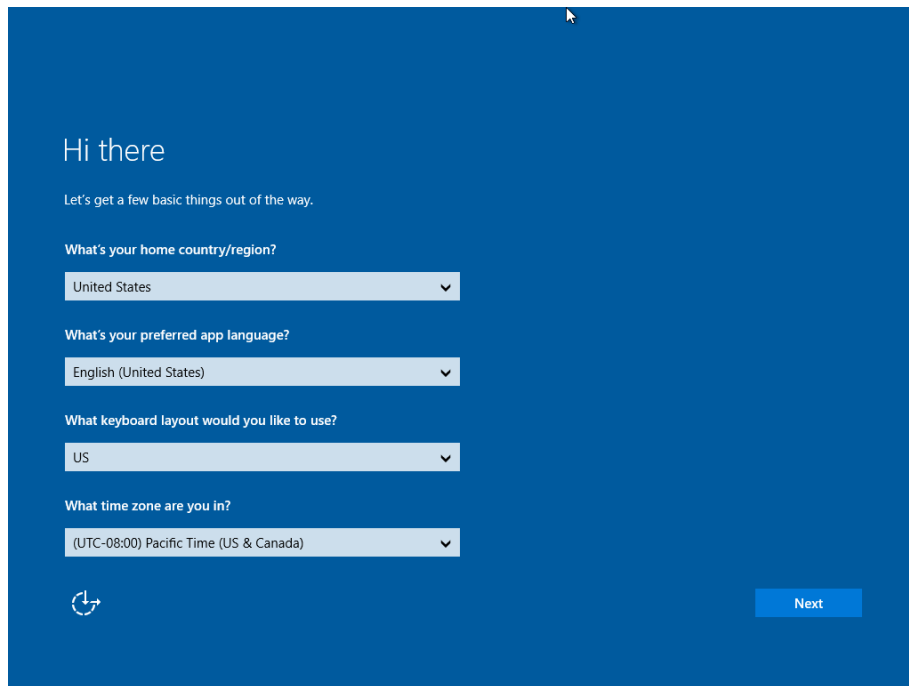 Hi there
Let's get a few basic things out of the way.
What's your home country/region?
United States
What's your preferred app language?
English (United States)
What keyboard layout would you like to use?
US
What time zone are you in?
(UTC-08:00) Pacific Time (US & Canada)
Next